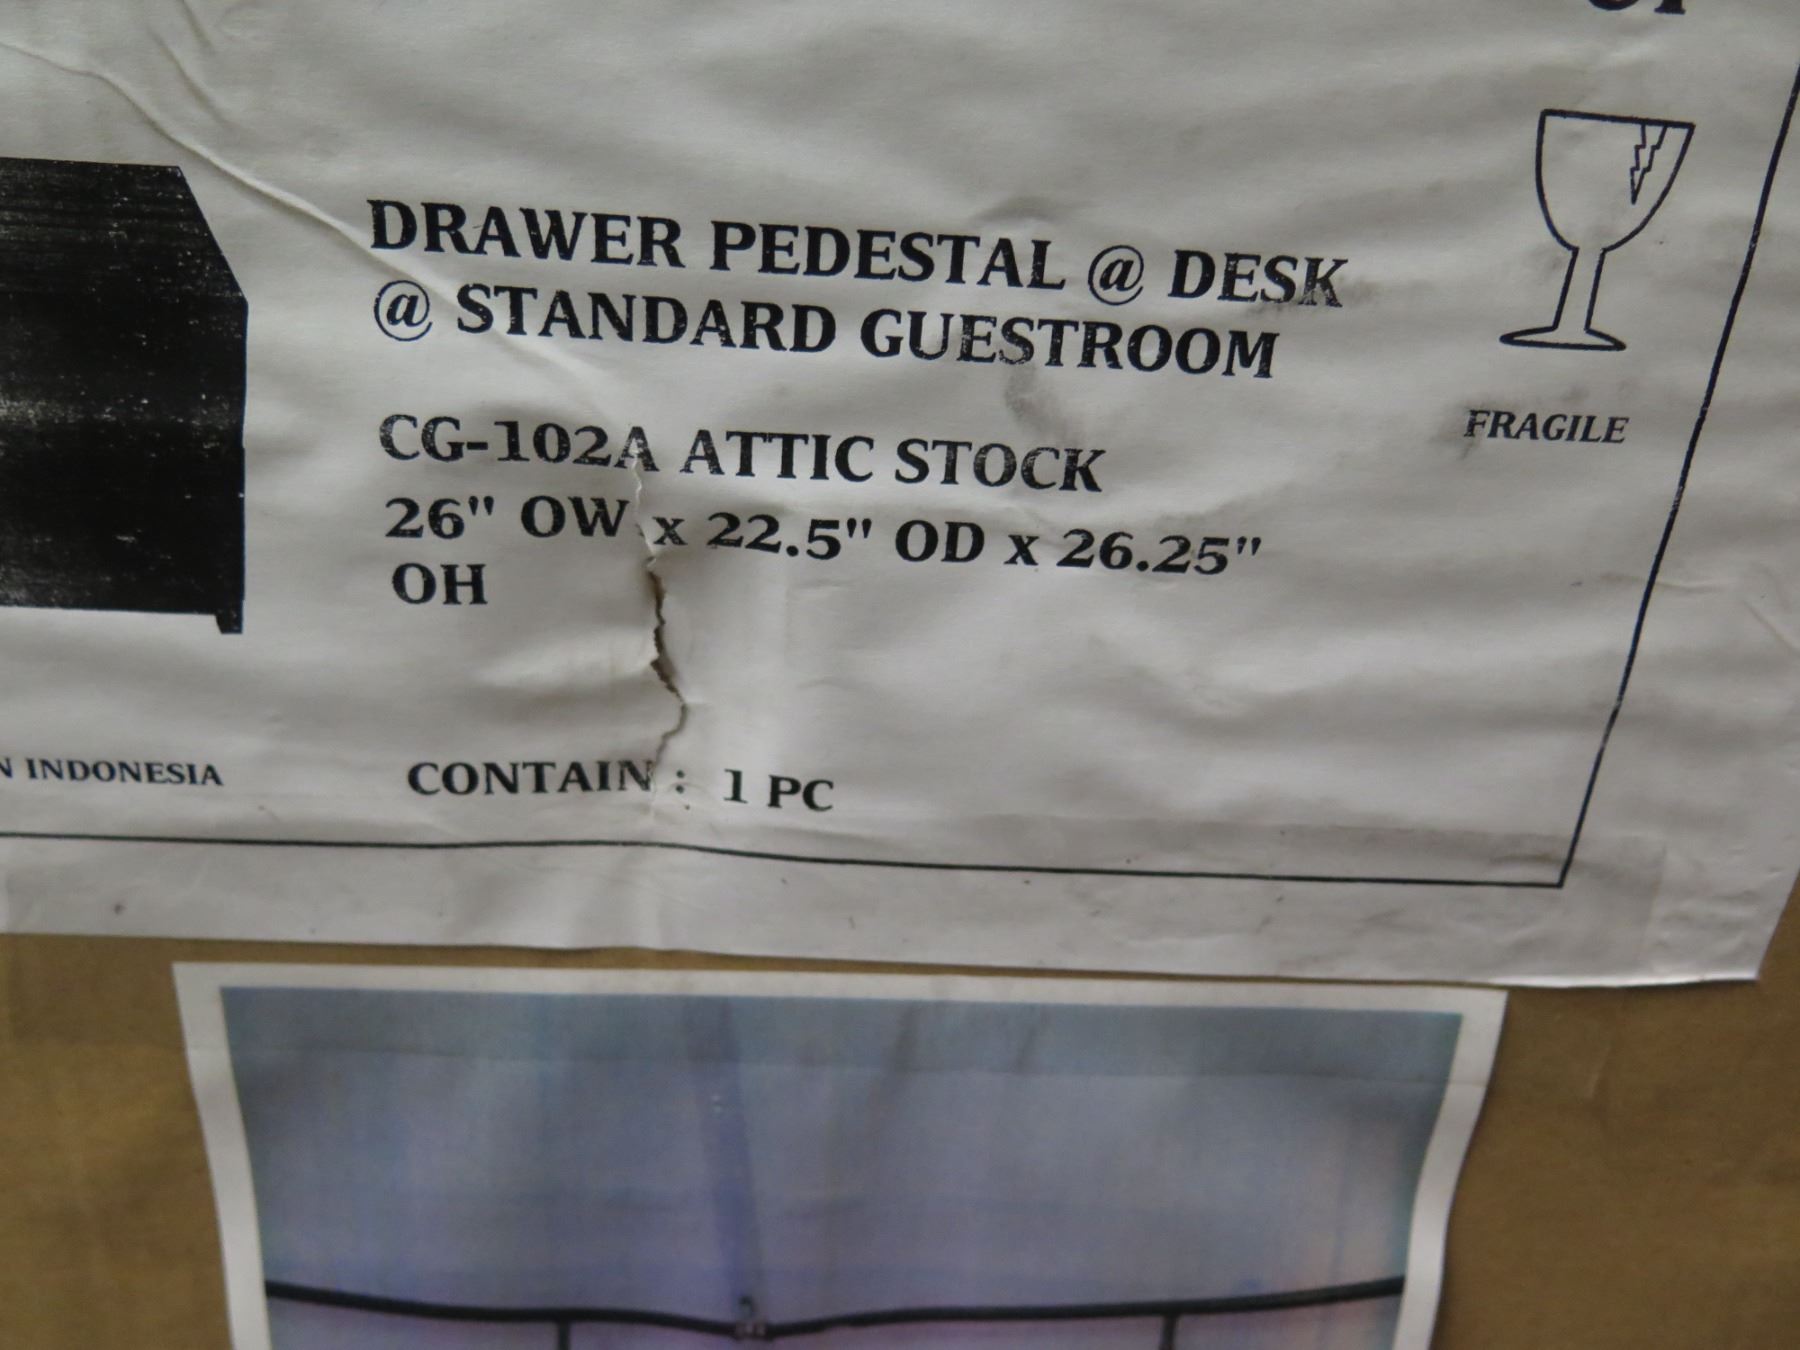 DRAWER PEDESTAL @ DESK
@ STANDARD GUESTROOM
FRAGILE
CG-102A ATTIC STOCK
26" OW x 22.5" OD x 26.25"
OH
INDONESIA
CONTAIN : 1 PC